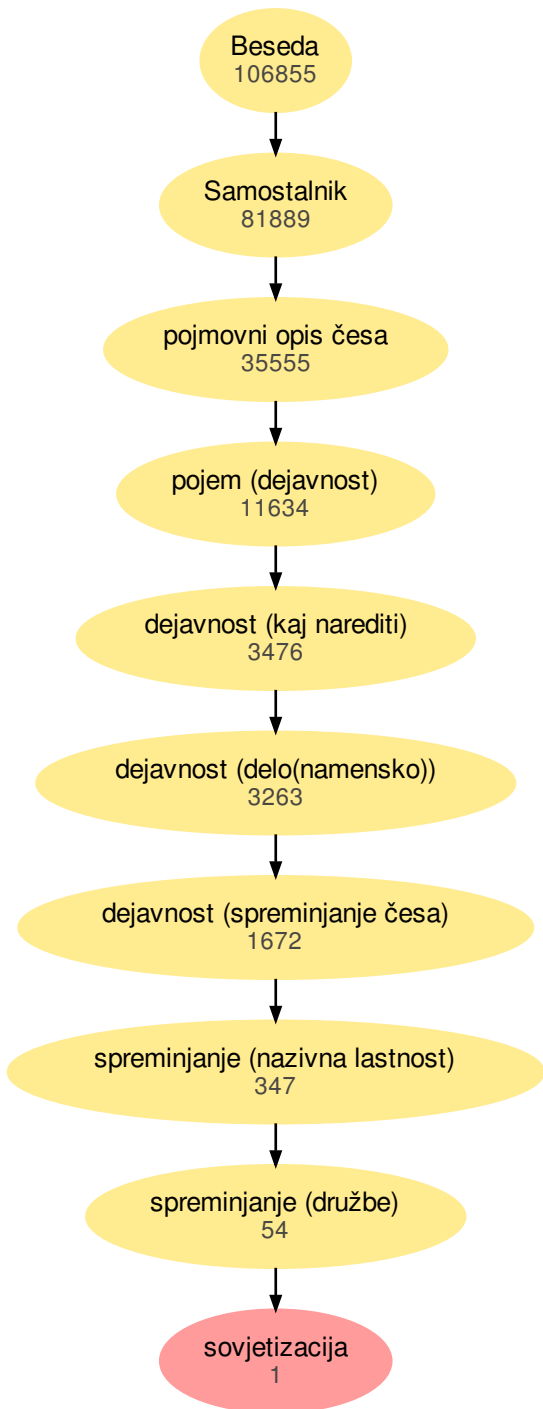 Beseda
106855
Samostalnik
81889
pojmovni opis česa
35555
pojem (dejavnost)
11634
dejavnost (kaj narediti)
3476
dejavnost (delo(namensko))
3263
dejavnost (spreminjanje česa)
1672
spreminjanje (nazivna lastnost)
347
spreminjanje (družbe)
54
sovjetizacija
1